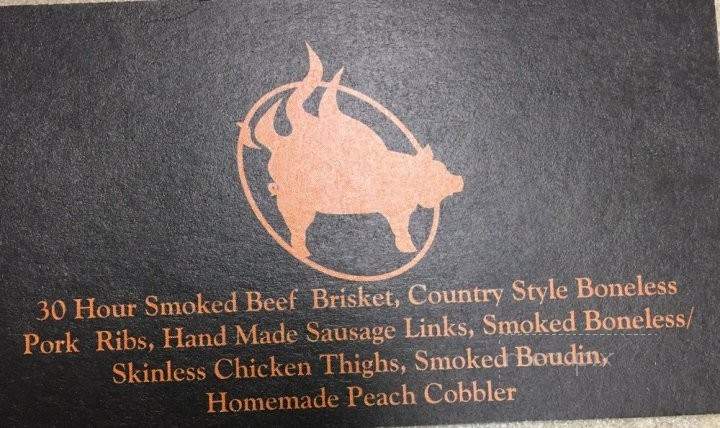 30 Hour Smoked Beef Brisket, Country Style Boneless
Pork Ribs, Hand Made Sausage Links, Smoked Boneless/
Skinless Chicken Thighs, Smoked Boudin,
Homemade Peach Cobbler